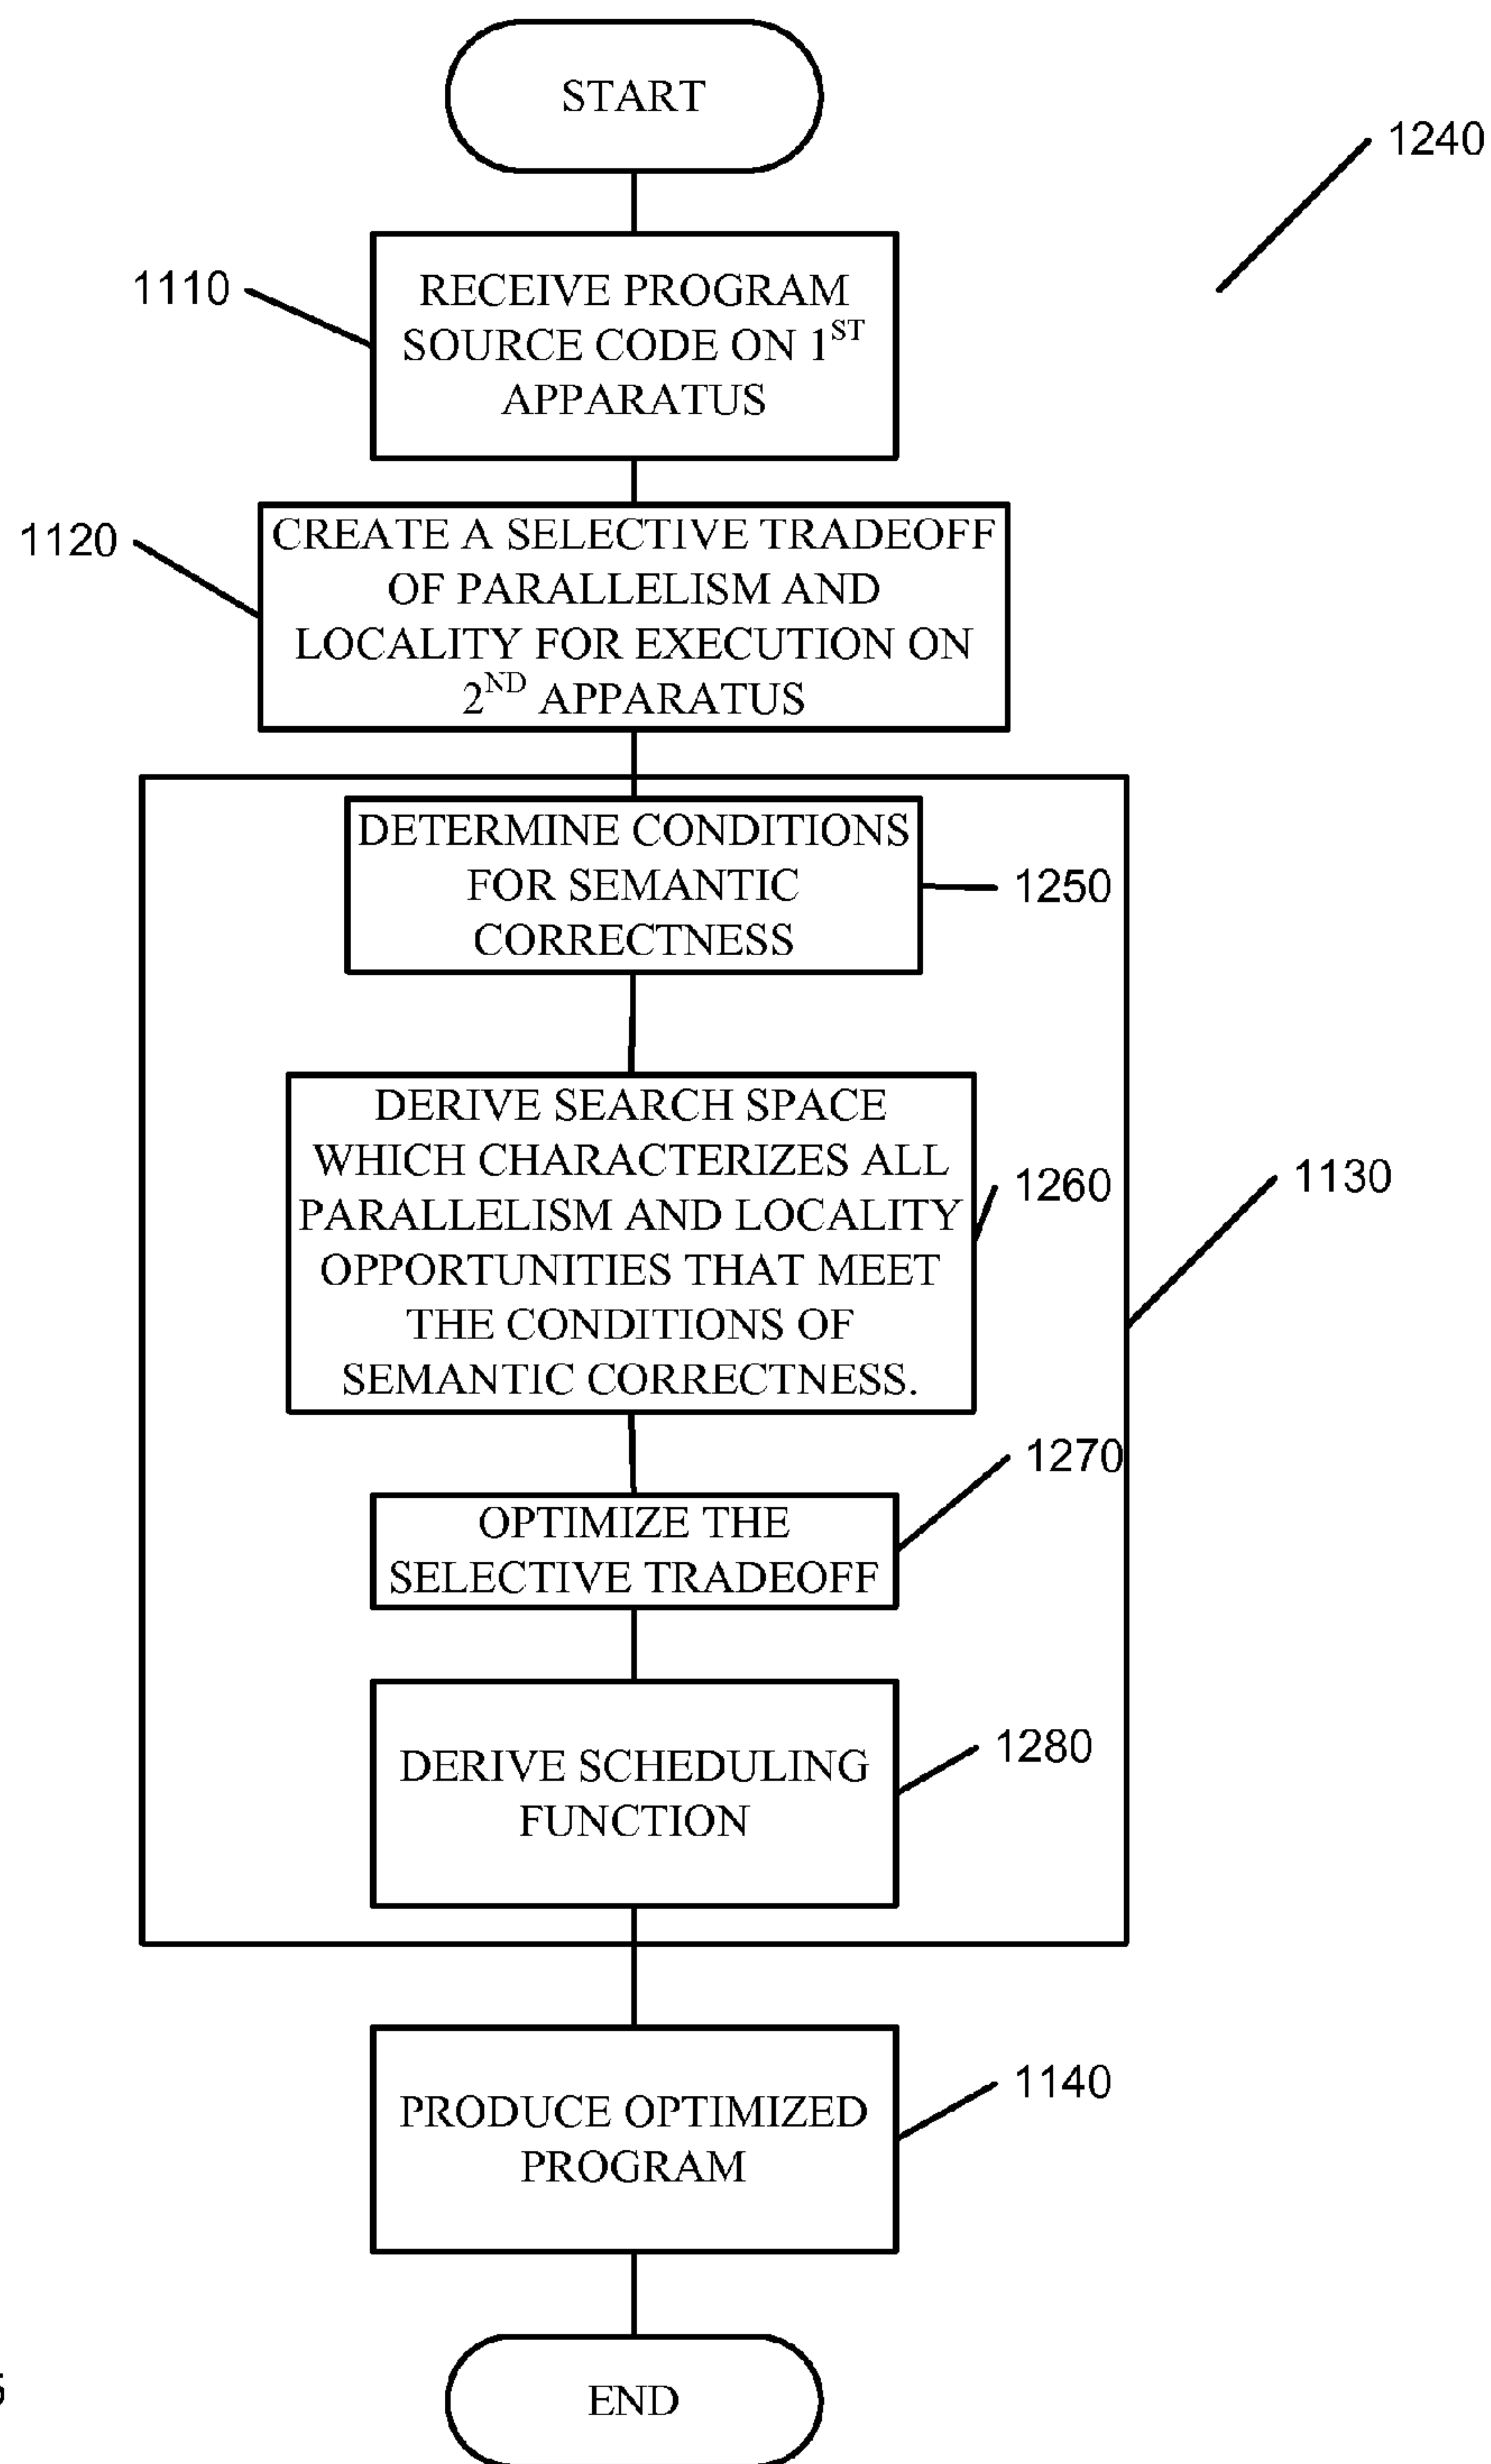 START
1240
1110
RECEIVE PROGRAM
SOURCE CODE ON 1ST
APPARATUS
1120
CREATE A SELECTIVE TRADEOFF
OF PARALLELISM AND
LOCALITY FOR EXECUTION ON
2ND APPARATUS
DETERMINE CONDITIONS
FOR SEMANTIC
CORRECTNESS
1250
DERIVE SEARCH SPACE
WHICH CHARACTERIZES ALL
PARALLELISM AND LOCALITY
OPPORTUNITIES THAT MEET
THE CONDITIONS OF
SEMANTIC CORRECTNESS.
1260
1130
1270
OPTIMIZE THE
SELECTIVE TRADEOFF
DERIVE SCHEDULING
FUNCTION
1280
PRODUCE OPTIMIZED
PROGRAM
1140
END